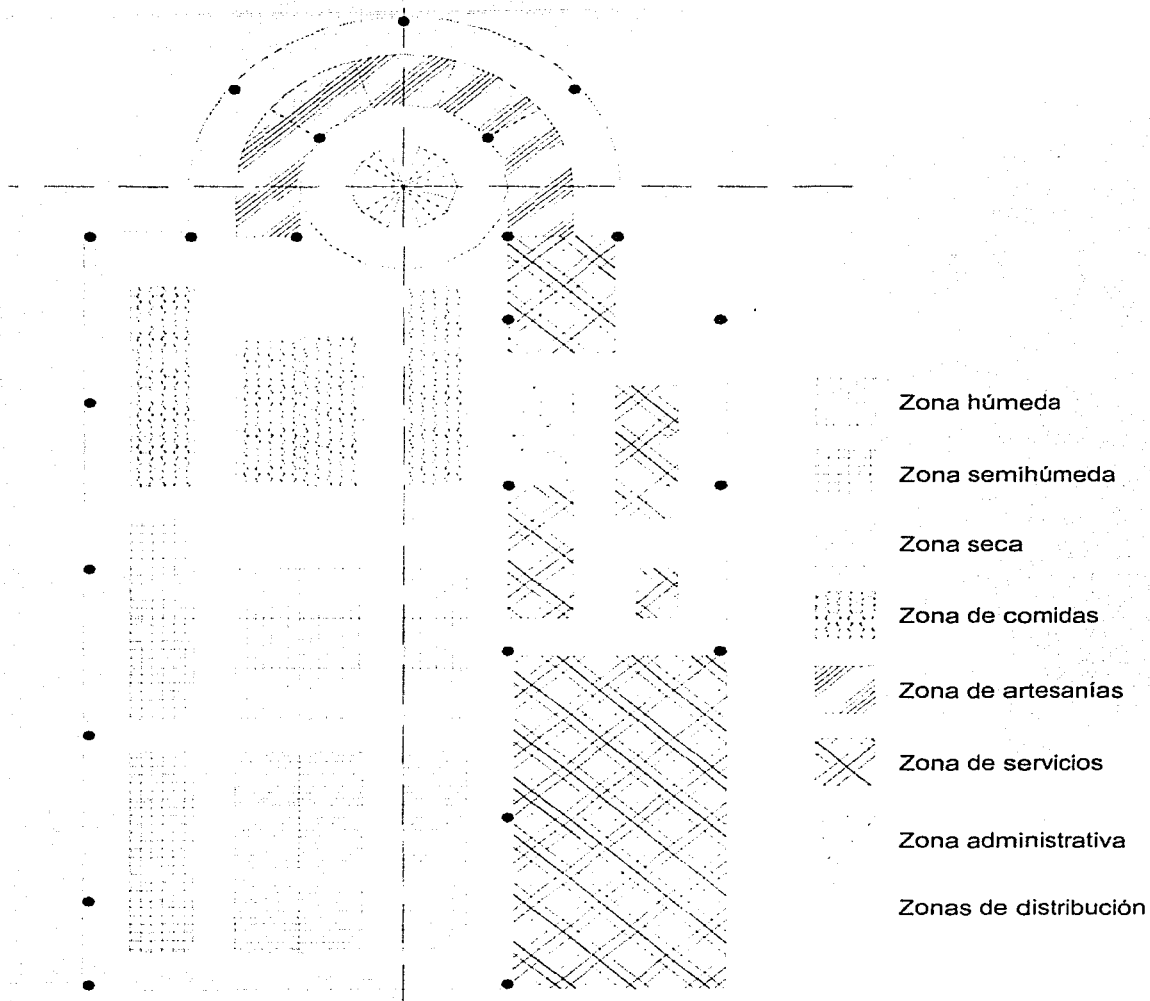 Zona húmeda
Zona semihúmeda
Zona seca
Zona de comidas
Zona de artesanías
Zona de servicios
Zona administrativa
Zonas de distribución